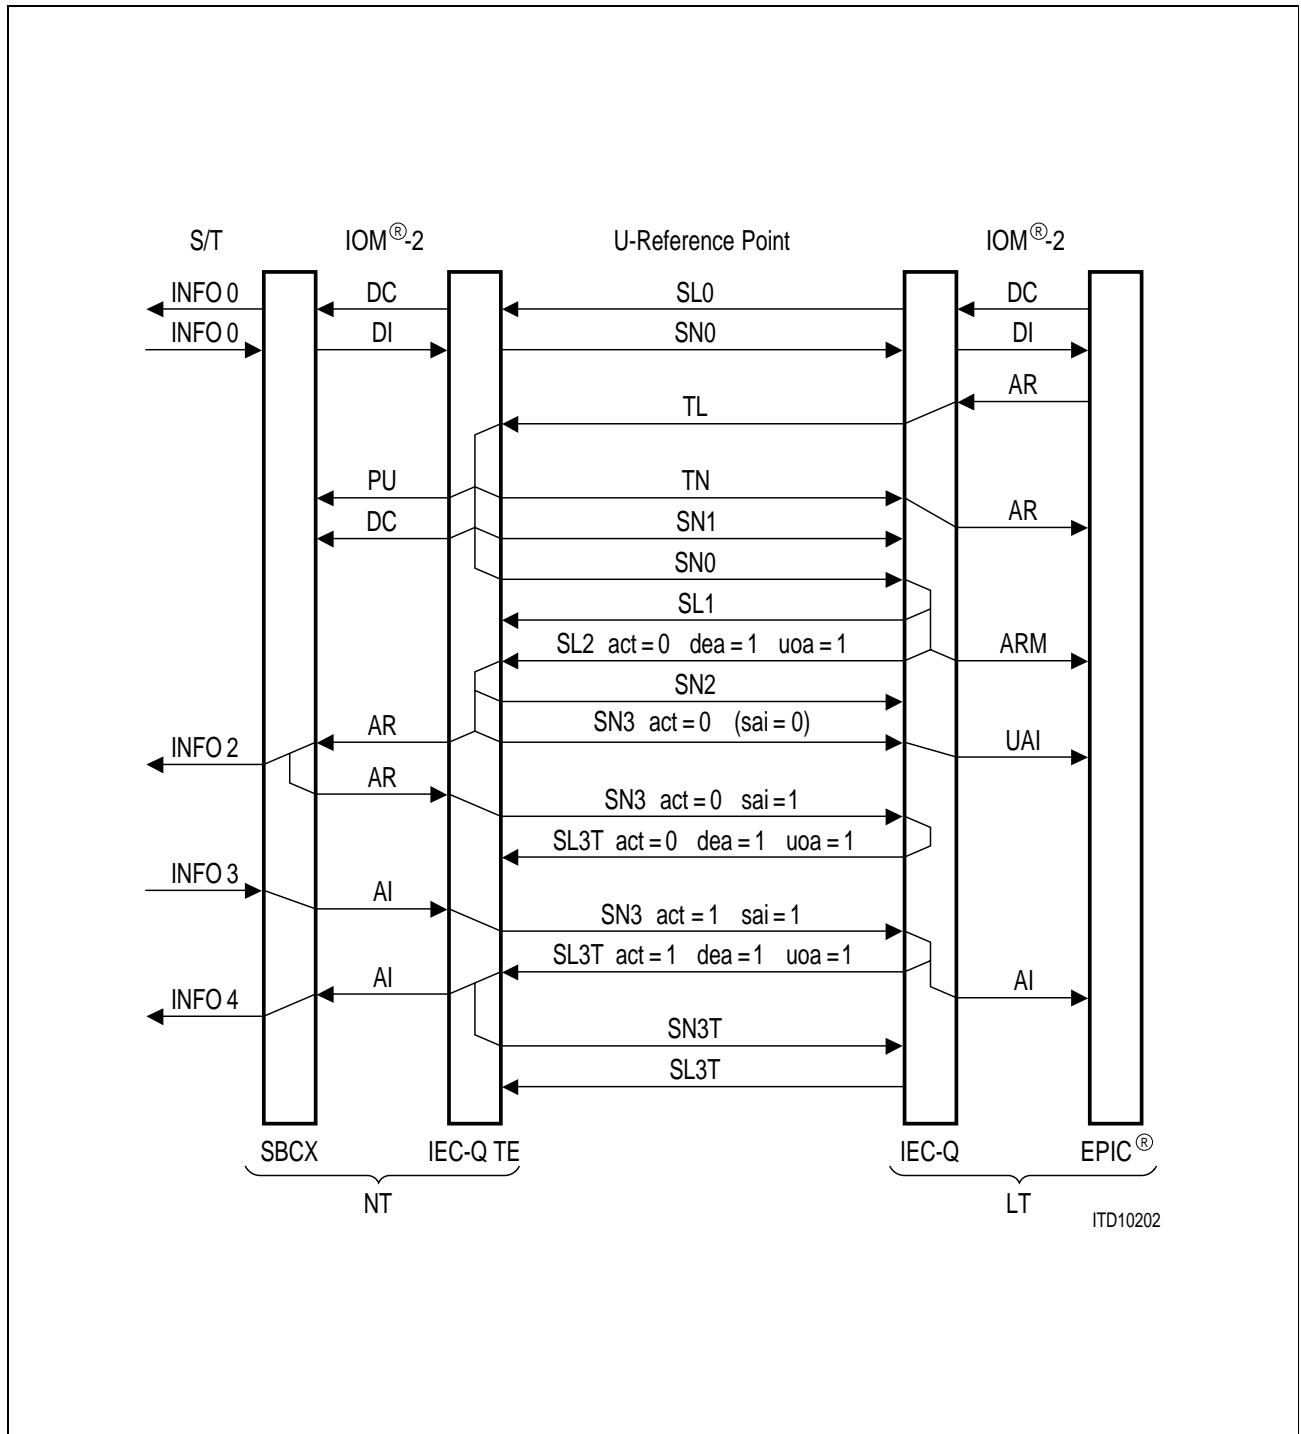 S/T IOM®-2 U-Reference Point IOM®-2
INFO 0 DC SL0 DC
INFO 0 DI SN0 DI
AR
TL
PU TN
AR
DC SN1
SN0
SL1
SL2 act = 0 dea = 1 uoa = 1 ARM
SN2
AR SN3 act = 0 (sai = 0)
INFO 2 UAI
AR
SN3 act = 0 sai = 1
SL3T act = 0 dea = 1 uoa = 1
INFO 3
AI
SN3 act = 1 sai = 1
SL3T act = 1 dea = 1 uoa = 1
AI AI
INFO 4
SN3T
SL3T
SBCX IEC-Q TE IEC-Q EPIC®
NT LT
ITD10202